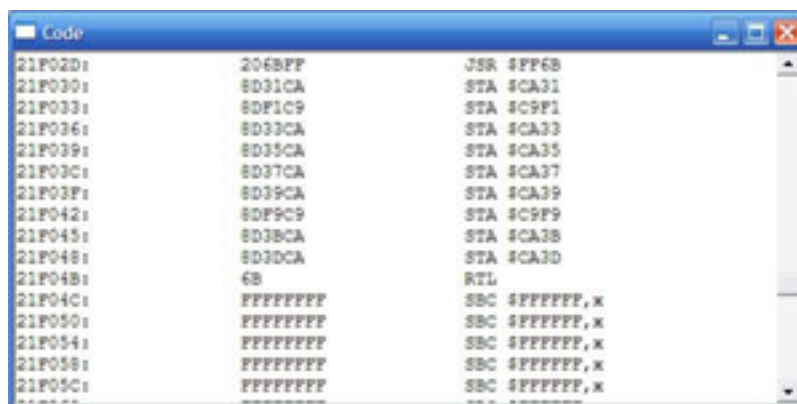 Code
21F02D: 206BFF JSR $FF6B
21F030: 8D31CA STA $CA31
21F033: 8DF1C9 STA $C9F1
21F036: 8D33CA STA $CA33
21F039: 8D35CA STA $CA35
21F03C: 8D37CA STA $CA37
21F03F: 8D39CA STA $CA39
21F042: 8DF9C9 STA $C9F9
21F045: 8D3BCA STA $CA3B
21F048: 8D3DCA STA $CA3D
21F04B: 6B RTL
21F04C: FFFFFFFF SBC $FFFFFF,x
21F050: FFFFFFFF SBC $FFFFFF,x
21F054: FFFFFFFF SBC $FFFFFF,x
21F058: FFFFFFFF SBC $FFFFFF,x
21F05C: FFFFFFFF SBC $FFFFFF,x